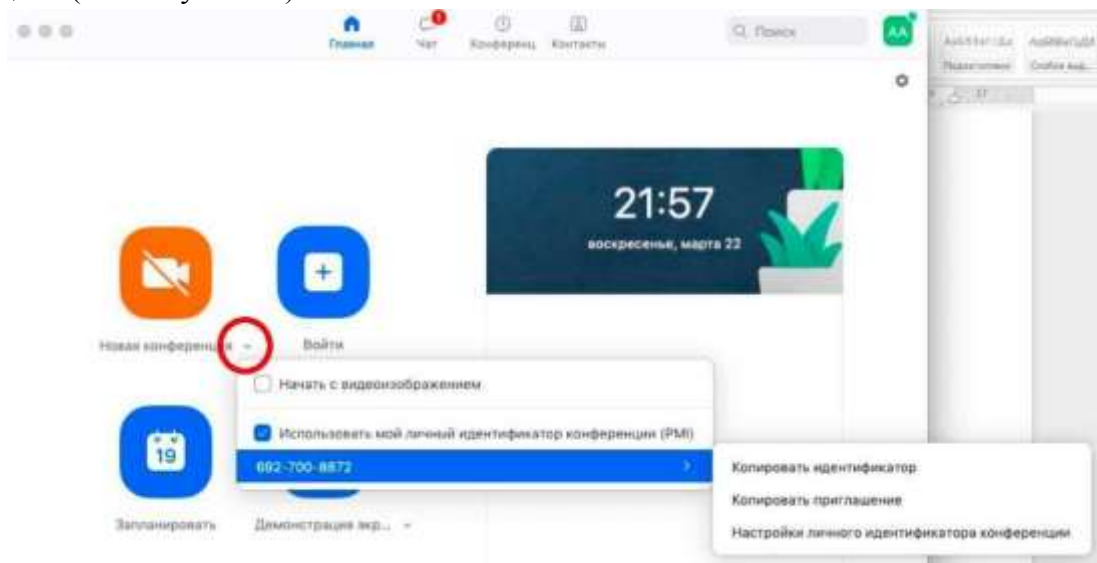 Главная
Чат
Конференц
Контакты
Поиск
AA
21:57
воскресенье, марта 22
Новая конференция
Войти
Начать с видеоизображением
Использовать мой личный идентификатор конференции (PMI)
19
692-700-8872
Копировать идентификатор
Копировать приглашение
Настройки личного идентификатора конференции
Запланировать
Демонстрация экр...